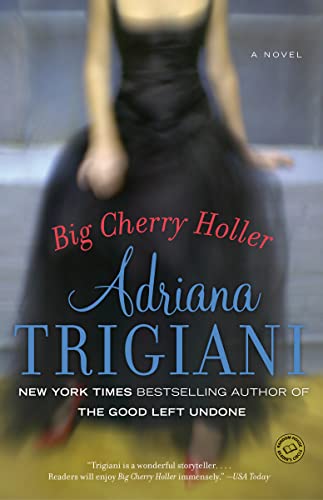 A NOVEL
Big Cherry Holler
Adriana
TRIGIANI
NEW YORK TIMES BESTSELLING AUTHOR OF
THE GOOD LEFT UNDONE
"Trigiani is a wonderful storyteller. . . .
Readers will enjoy Big Cherry Holler immensely."—USA Today